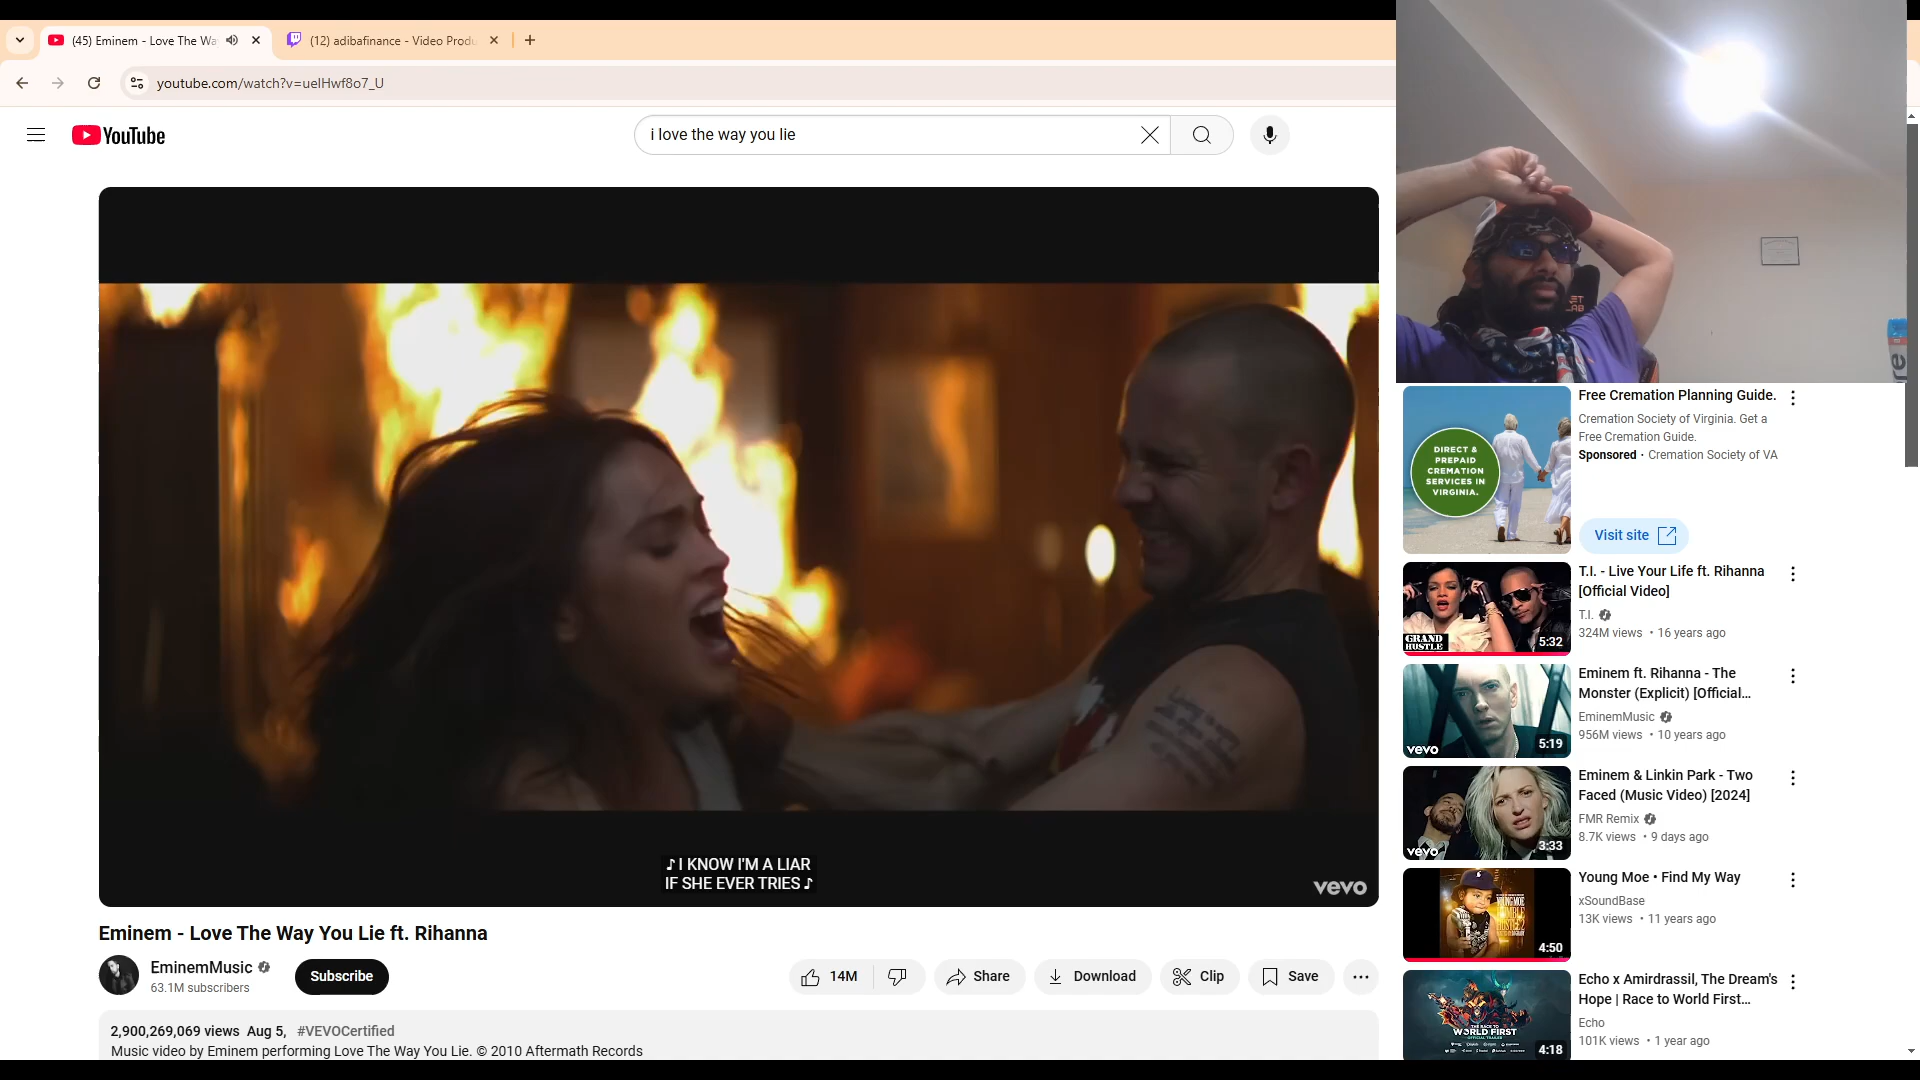 (45) Eminem - Love The Wa
(12) adibafinance - Video Produ
youtube.com/watch?v=uelHwf8o7_U
YouTube
i love the way you lie
♪ I KNOW I'M A LIAR
IF SHE EVER TRIES ♪
vevo
Eminem - Love The Way You Lie ft. Rihanna
EminemMusic
63.1M subscribers
Subscribe
14M
Share
Download
Clip
Save
2,900,269,069 views Aug 5, #VEVOCertified
Music video by Eminem performing Love The Way You Lie. © 2010 Aftermath Records
DIRECT &
PREPAID
CREMATION
SERVICES IN
VIRGINIA.
Free Cremation Planning Guide.
Cremation Society of Virginia. Get a
Free Cremation Guide.
Sponsored · Cremation Society of VA
Visit site
GRAND
HUSTLE
5:32
T.I. - Live Your Life ft. Rihanna
[Official Video]
T.I.
324M views • 16 years ago
vevo
5:19
Eminem ft. Rihanna - The
Monster (Explicit) [Official...
EminemMusic
956M views • 10 years ago
vevo
3:33
Eminem & Linkin Park - Two
Faced (Music Video) [2024]
FMR Remix
8.7K views • 9 days ago
YOUNG MOE
HUMBLE
HUSTLE 2
4:50
Young Moe • Find My Way
xSoundBase
13K views • 11 years ago
THE RACE TO
WORLD FIRST
4:18
Echo x Amirdrassil, The Dream's
Hope | Race to World First...
Echo
101K views • 1 year ago